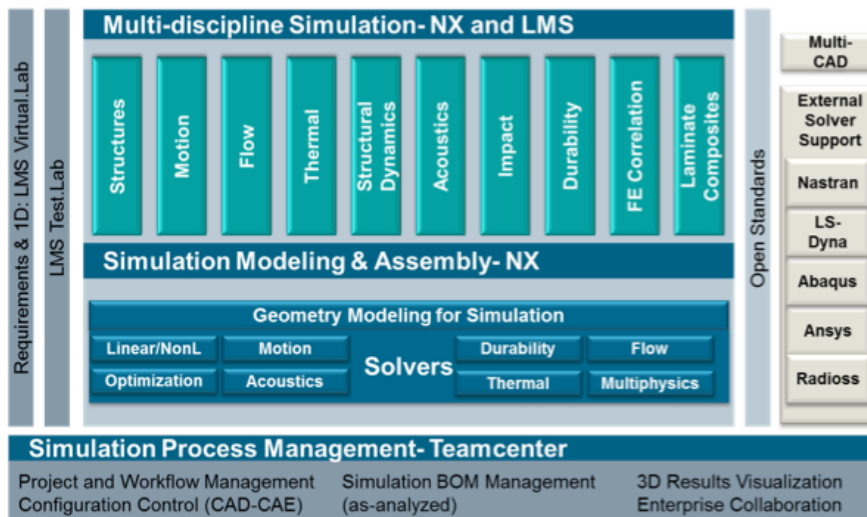 Multi-discipline Simulation- NX and LMS
Requirements & 1D: LMS Virtual.Lab
LMS Test.Lab
Structures
Motion
Flow
Thermal
Structural
Dynamics
Acoustics
Impact
Durability
FE Correlation
Laminate
Composites
Simulation Modeling & Assembly- NX
Geometry Modeling for Simulation
Linear/NonL
Motion
Optimization
Acoustics
Solvers
Durability
Flow
Thermal
Multiphysics
Open Standards
Multi-
CAD
External
Solver
Support
Nastran
LS-
Dyna
Abaqus
Ansys
Radioss
Simulation Process Management- Teamcenter
Project and Workflow Management
Configuration Control (CAD-CAE)
Simulation BOM Management
(as-analyzed)
3D Results Visualization
Enterprise Collaboration